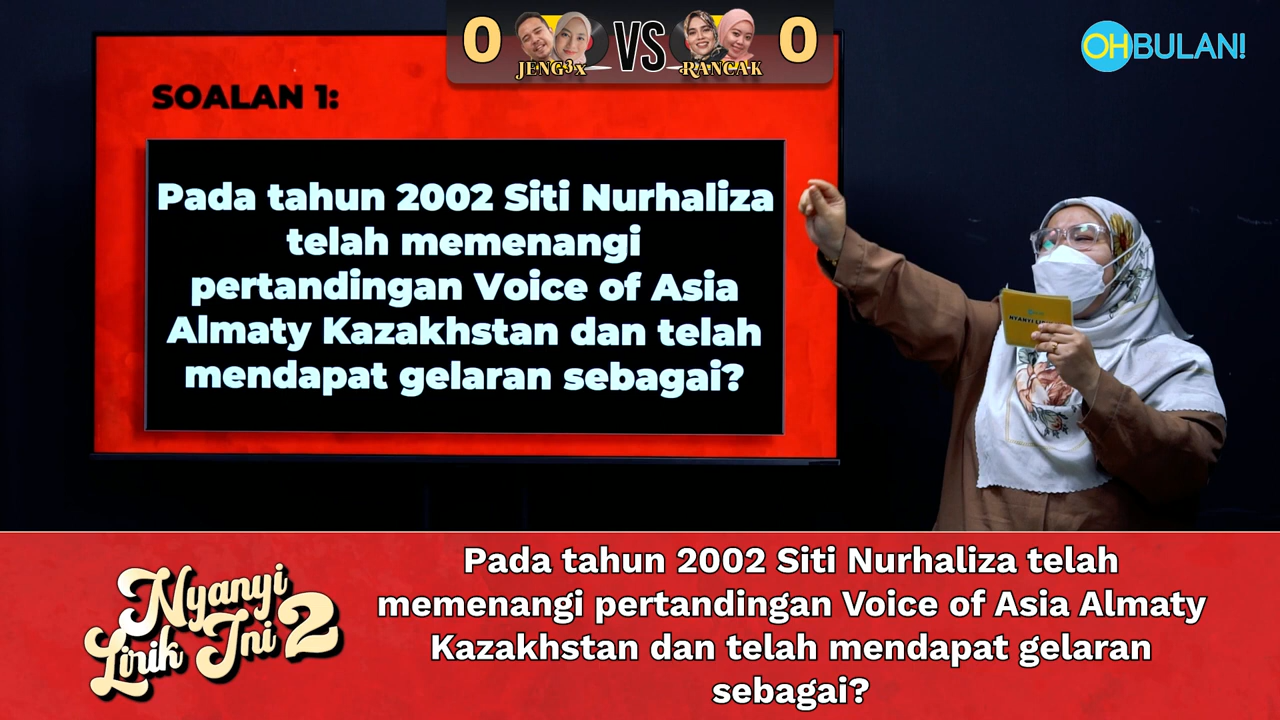 0 VS 0
JENG3X RANCAK
OHBULAN!
SOALAN 1:
Pada tahun 2002 Siti Nurhaliza
telah memenangi
pertandingan Voice of Asia
Almaty Kazakhstan dan telah
mendapat gelaran sebagai?
Nyanyi
Lirik Ini 2
Pada tahun 2002 Siti Nurhaliza telah
memenangi pertandingan Voice of Asia Almaty
Kazakhstan dan telah mendapat gelaran
sebagai?